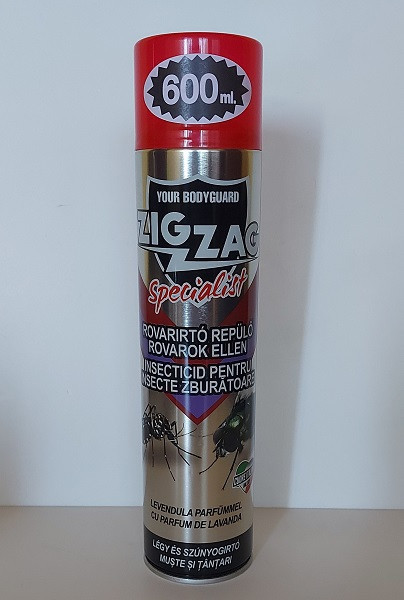 600 ml.
YOUR BODYGUARD
ZIG ZAG
Specialist
ROVARIRTÓ REPÜLŐ
ROVAROK ELLEN
INSECTICID PENTRU
INSECTE ZBURĂTOARE
LEVENDULA PARFÜMMEL
CU PARFUM DE LAVANDA
LÉGY ÉS SZÚNYOGIRTÓ
MUȘTE ȘI ȚÂNȚARI